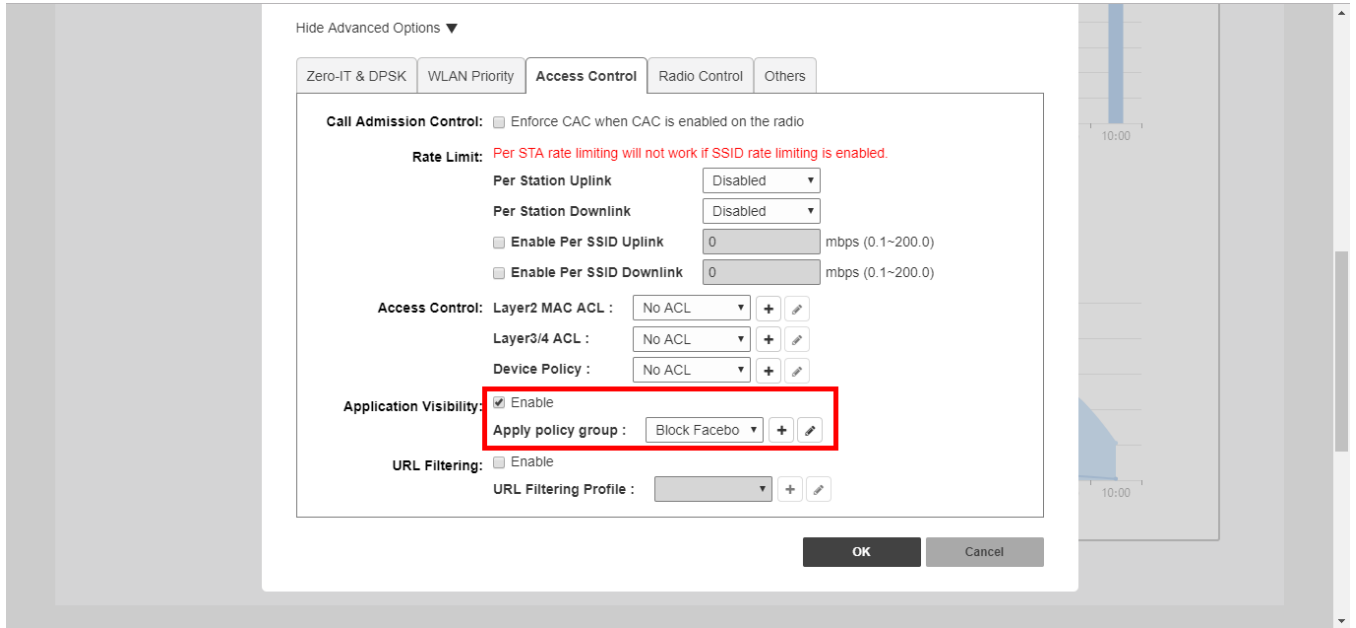 Hide Advanced Options ▼
Zero-IT & DPSK WLAN Priority Access Control Radio Control Others
Call Admission Control: Enforce CAC when CAC is enabled on the radio
Rate Limit: Per STA rate limiting will not work if SSID rate limiting is enabled.
Per Station Uplink Disabled
Per Station Downlink Disabled
Enable Per SSID Uplink 0 mbps (0.1~200.0)
Enable Per SSID Downlink 0 mbps (0.1~200.0)
Access Control: Layer2 MAC ACL : No ACL
Layer3/4 ACL : No ACL
Device Policy : No ACL
Application Visibility: Enable
Apply policy group : Block Facebo
URL Filtering: Enable
URL Filtering Profile :
OK Cancel
10:00
10:00